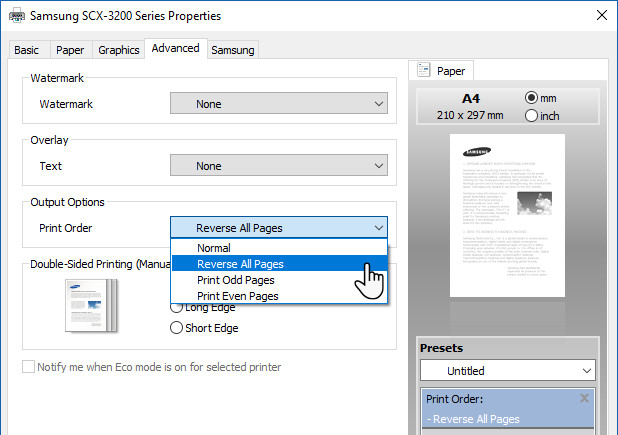 Samsung SCX-3200 Series Properties
Basic
Paper
Graphics
Advanced
Samsung
Watermark
Watermark
None
Overlay
Text
None
Output Options
Print Order
Reverse All Pages
Normal
Reverse All Pages
Print Odd Pages
Print Even Pages
Double-Sided Printing (Manua
Long Edge
Short Edge
Notify me when Eco mode is on for selected printer
Paper
A4
210 x 297 mm
mm
inch
SAMSUNG
Presets
Untitled
Print Order:
- Reverse All Pages